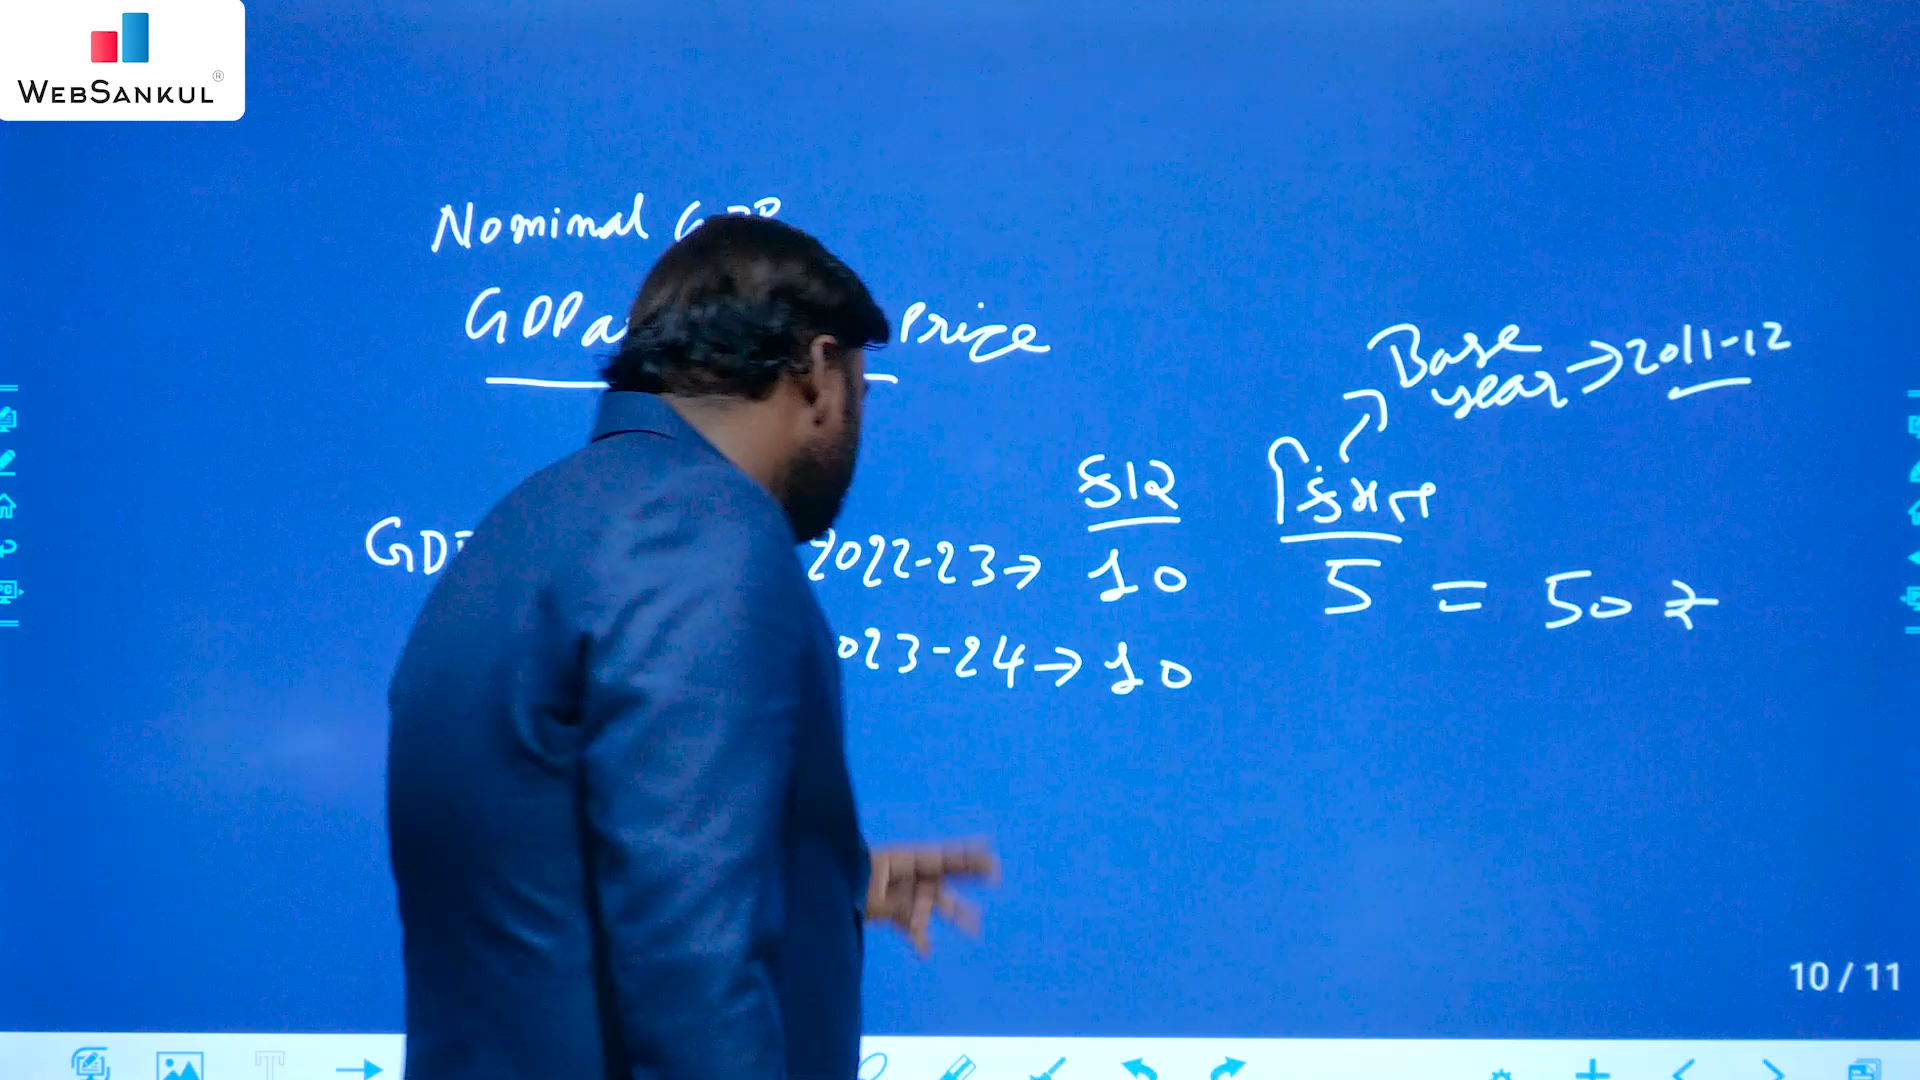 WEBSANKUL®
Nominal GDP
GDP a Price
Base year → 2011-12
કાર કિંમત
GD 2022-23 → 10 5 = 50 ₹
023-24 → 10
10 / 11